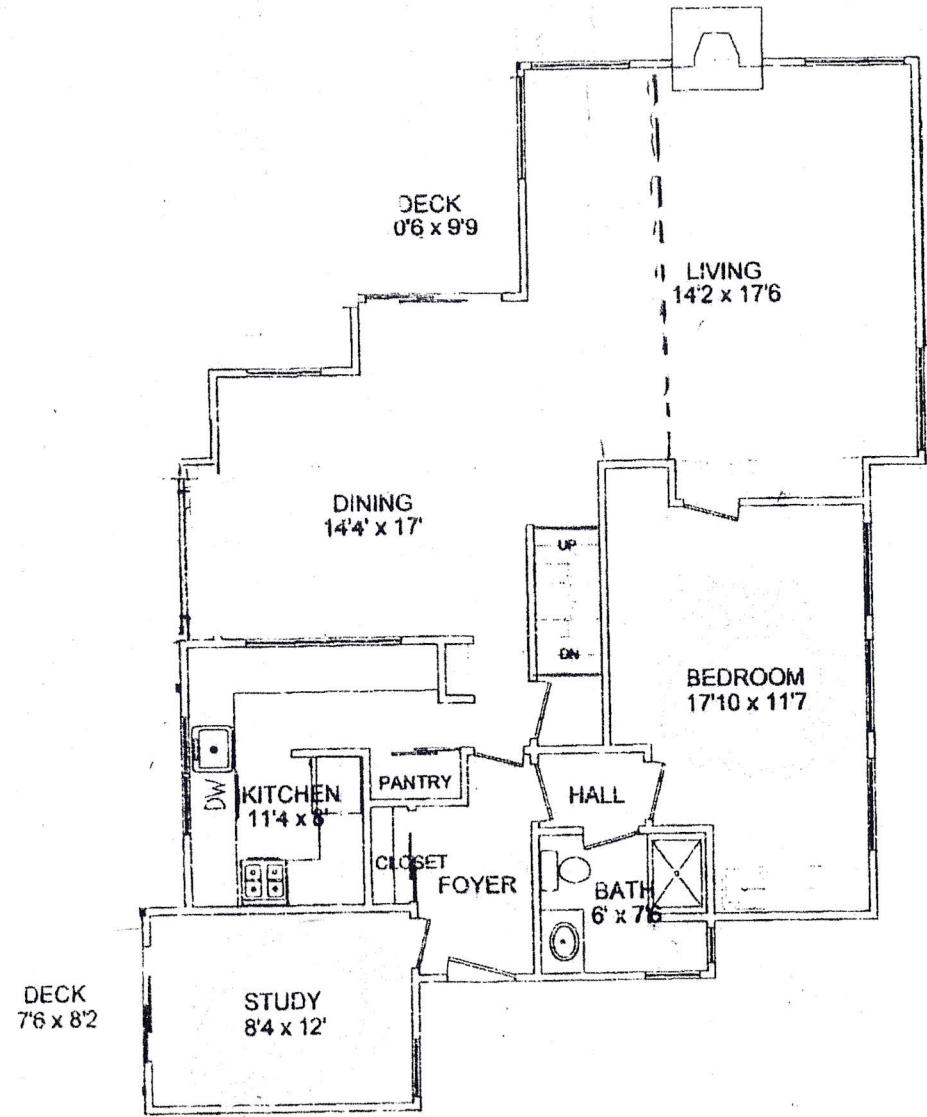 DECK
0'6 x 9'9
LIVING
14'2 x 17'6
DINING
14'4' x 17'
UP
DN
BEDROOM
17'10 x 11'7
PANTRY
HALL
DW
KITCHEN
11'4 x 8'
CLOSET
FOYER
BATH
6' x 7'6
DECK
7'6 x 8'2
STUDY
8'4 x 12'